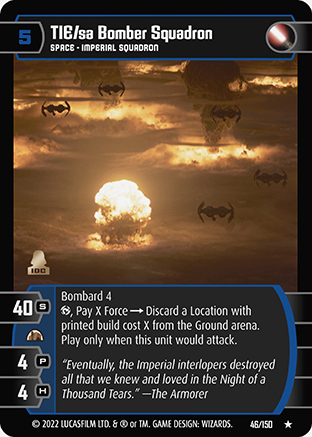 5
TIE/sa Bomber Squadron
SPACE · IMPERIAL SQUADRON
IDC
40 S
Bombard 4
, Pay X Force → Discard a Location with
printed build cost X from the Ground arena.
Play only when this unit would attack.
4 P
4 H
“Eventually, the Imperial interlopers destroyed
all that we knew and loved in the Night of a
Thousand Tears.” —The Armorer
© 2022 LUCASFILM LTD. & ® or TM. GAME DESIGN: WIZARDS.
46/150 ★